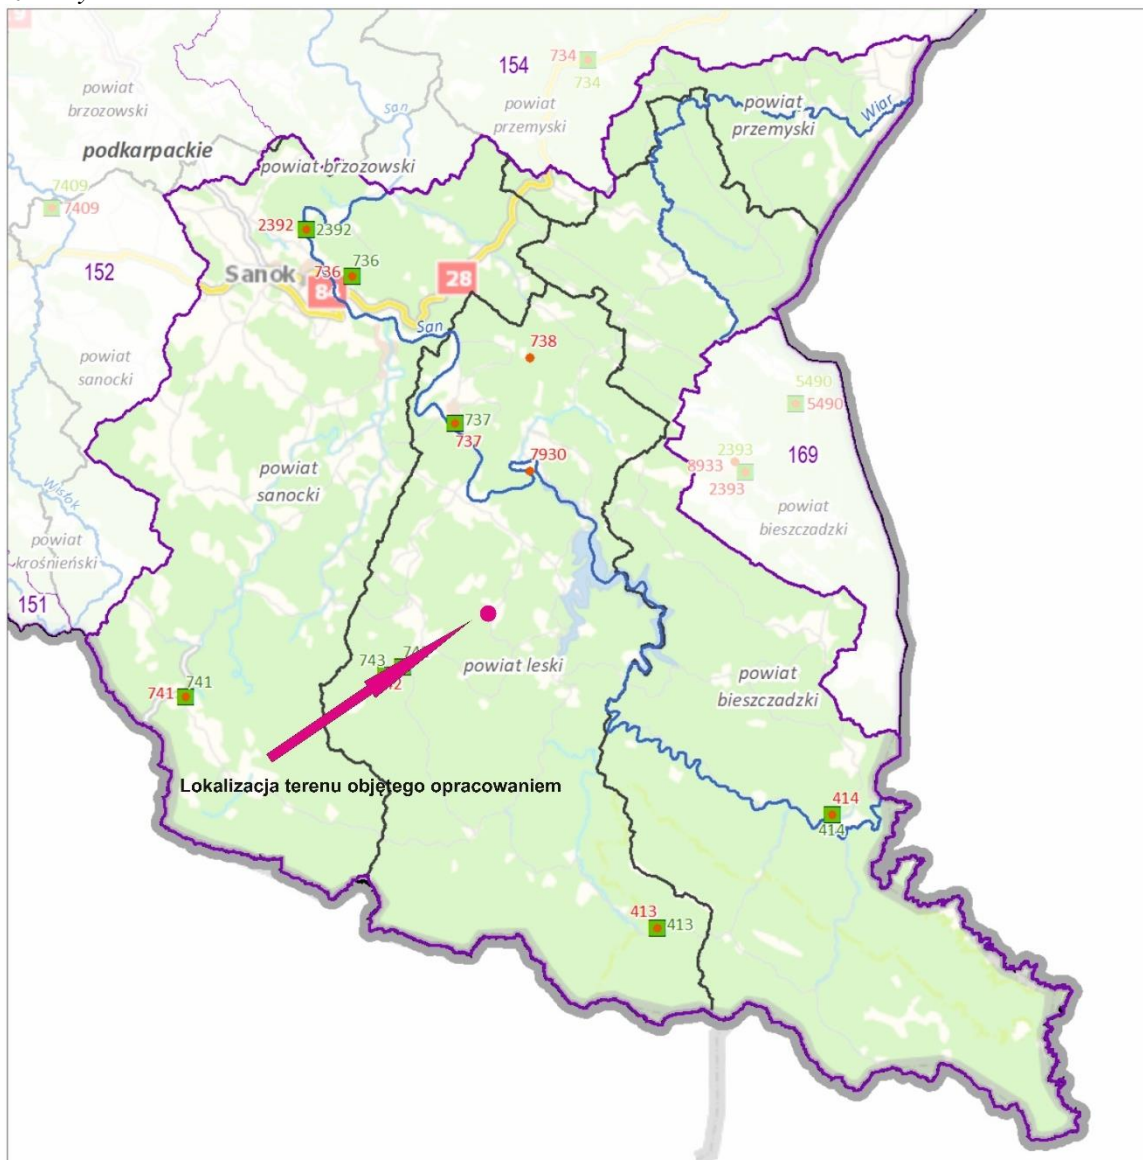 734
734
154
powiat
brzozowski
San
powiat
przemyski
powiat
przemyski
Wiar
podkarpackie
powiat brzozowski
7409
7409
2392
2392
152
Sanok
736
736
84
28
San
738
powiat
sanocki
5490
5490
737
737
169
2393
8933
2393
7930
powiat
sanocki
powiat
bieszczadzki
Wisłok
powiat
krośnieński
151
743
powiat leski
741
741
powiat
bieszczadzki
Lokalizacja terenu objętego opracowaniem
414
414
413
413